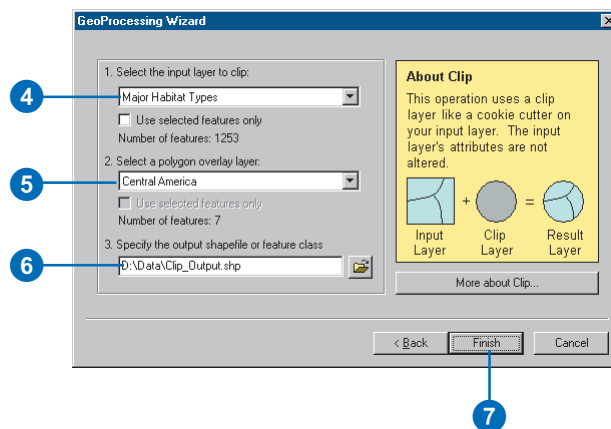 GeoProcessing Wizard
1. Select the input layer to clip:
4
Major Habitat Types
Use selected features only
Number of features: 1253
2. Select a polygon overlay layer:
5
Central America
Use selected features only
Number of features: 7
3. Specify the output shapefile or feature class
6
D:\Data\Clip_Output.shp
About Clip
This operation uses a clip
layer like a cookie cutter on
your input layer. The input
layer's attributes are not
altered.
+ =
Input Clip Result
Layer Layer Layer
More about Clip...
< Back Finish Cancel
7